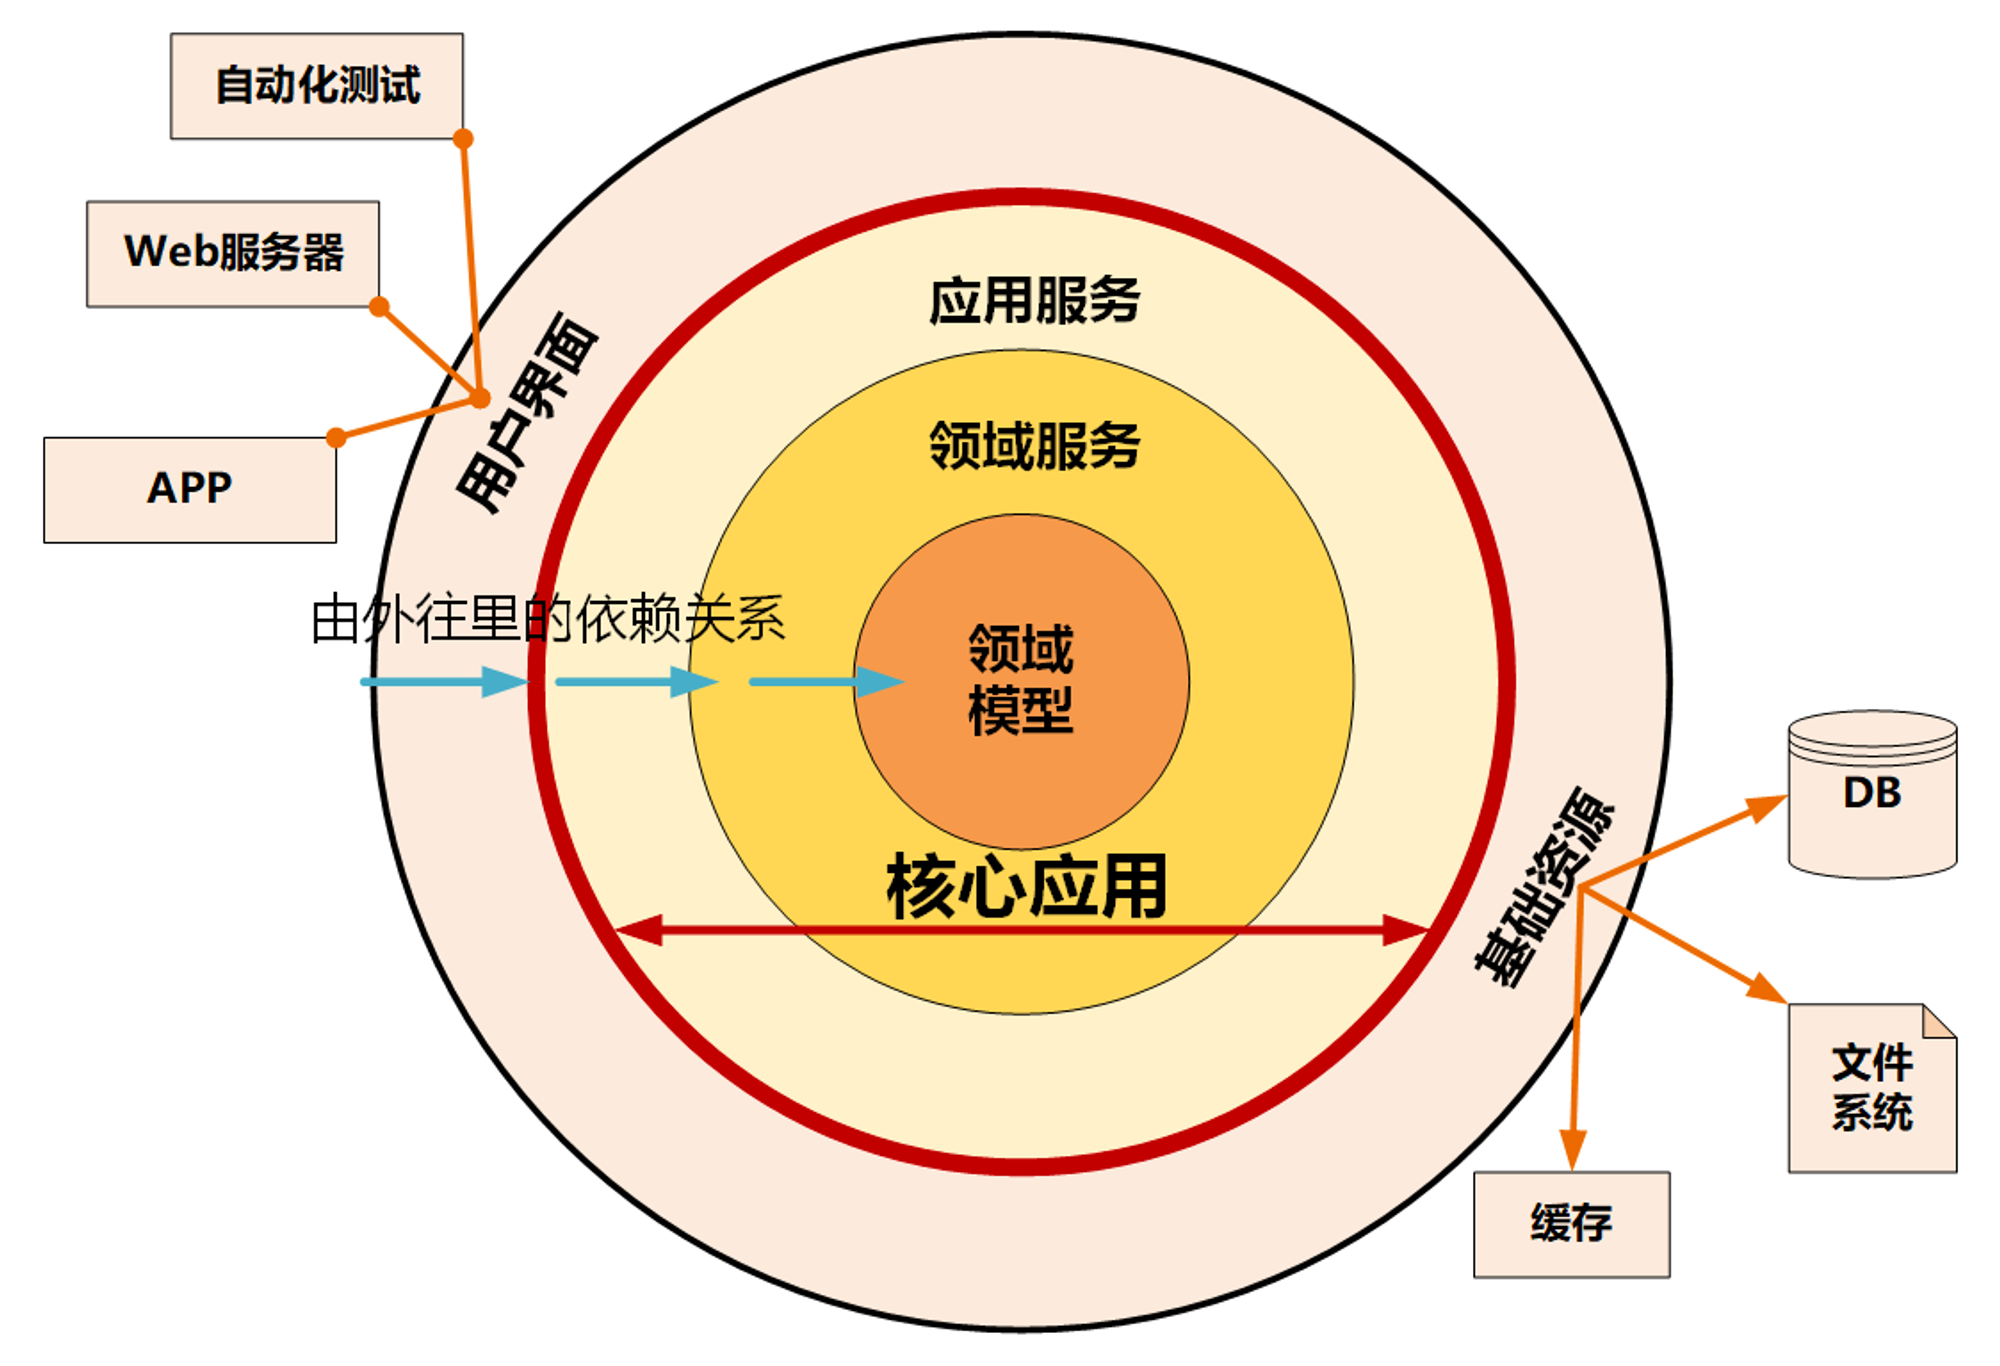 自动化测试
Web服务器
APP
用户界面
应用服务
领域服务
由外往里的依赖关系
领域
模型
核心应用
基础资源
DB
文件
系统
缓存